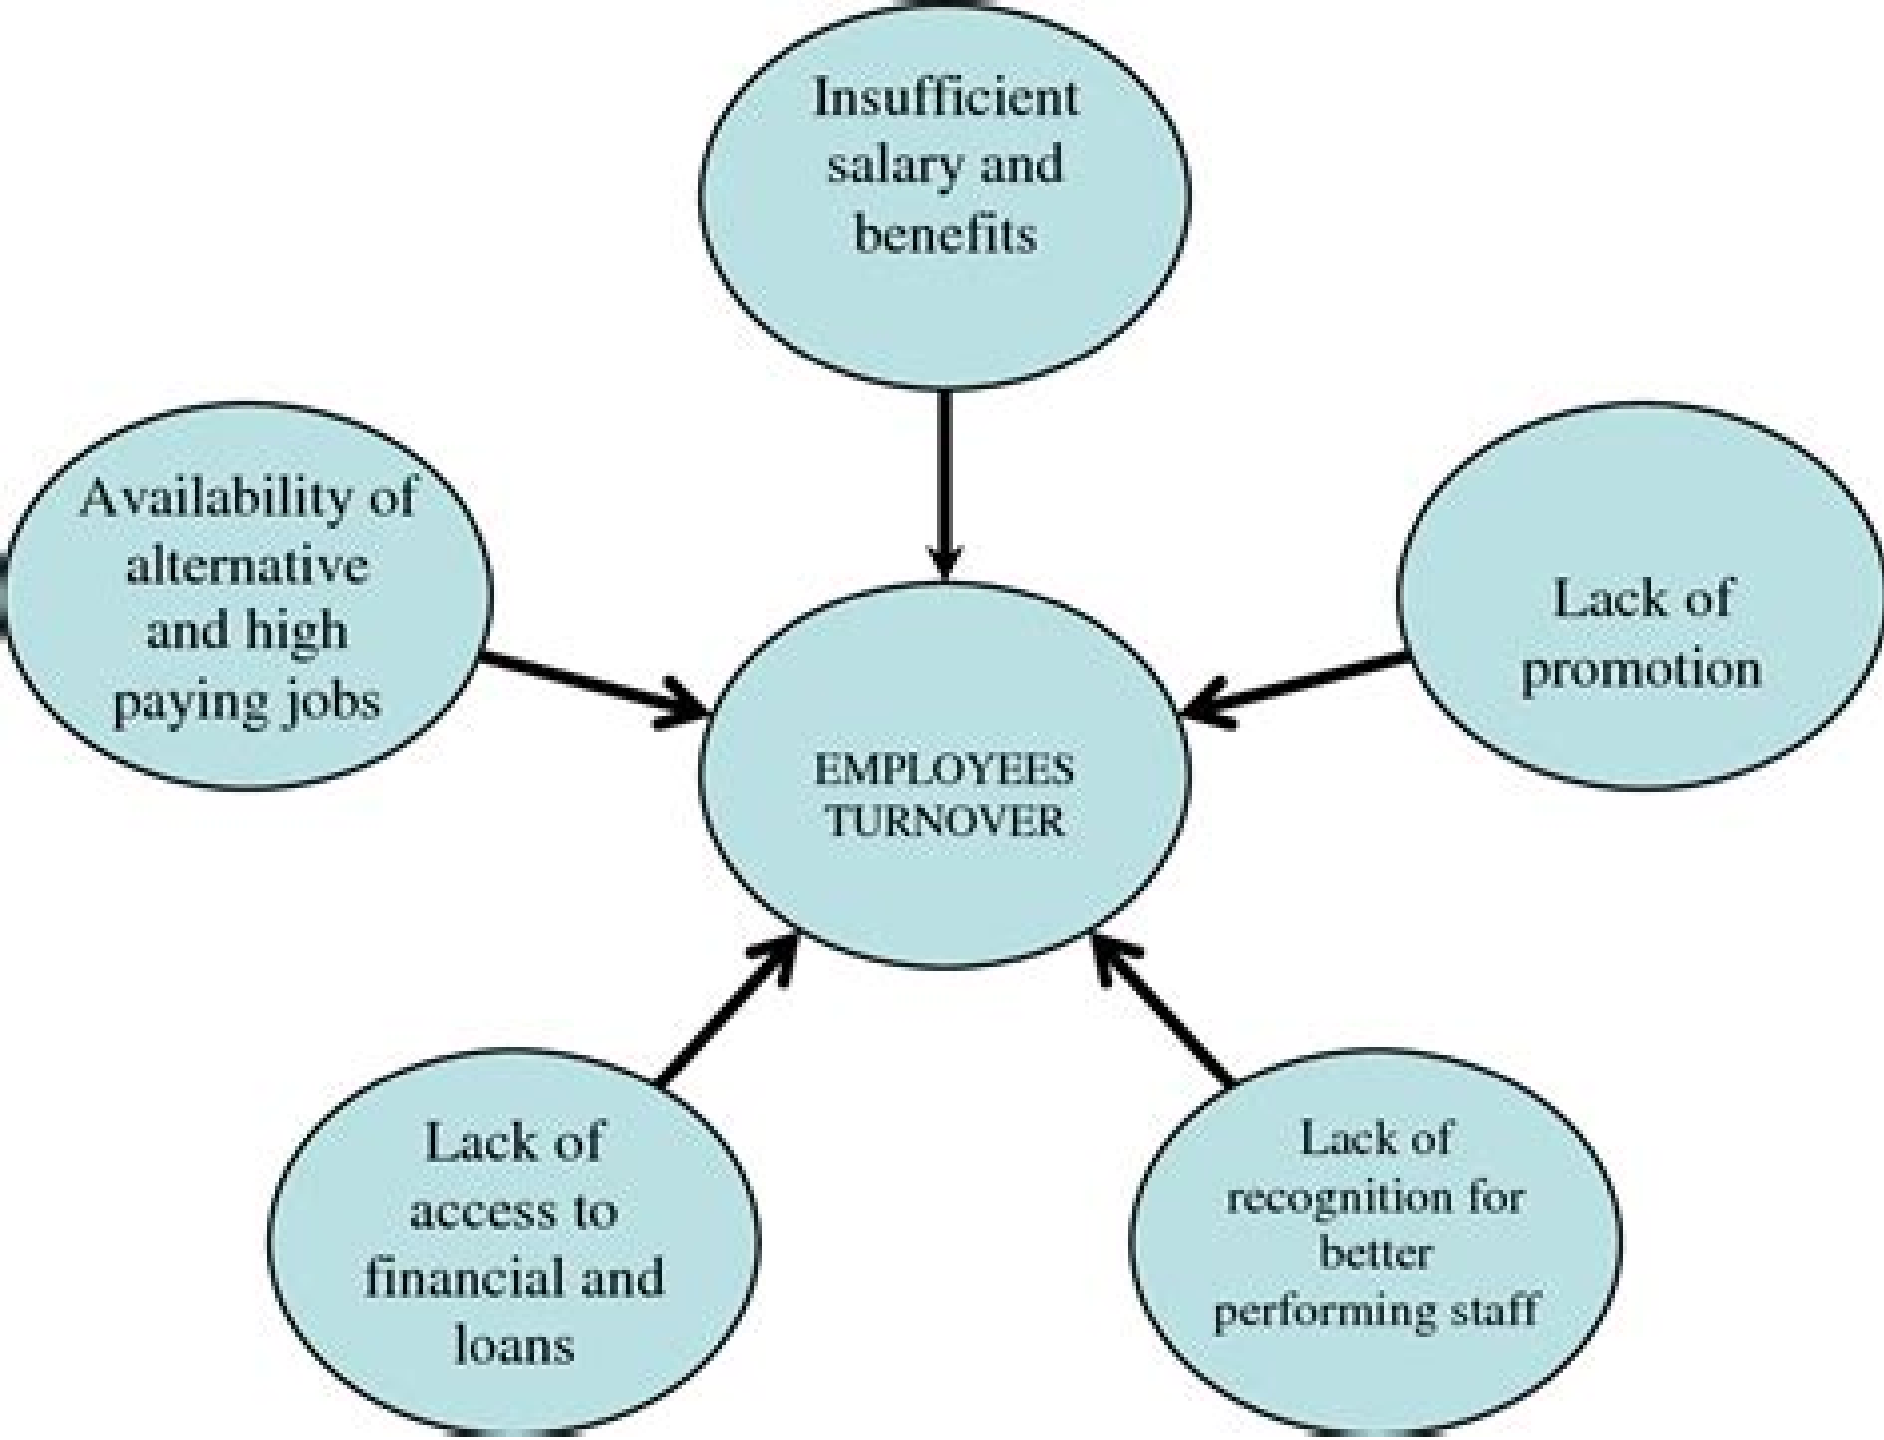 Insufficient
salary and
benefits
Availability of
alternative
and high
paying jobs
Lack of
promotion
EMPLOYEES
TURNOVER
Lack of
access to
financial and
loans
Lack of
recognition for
better
performing staff